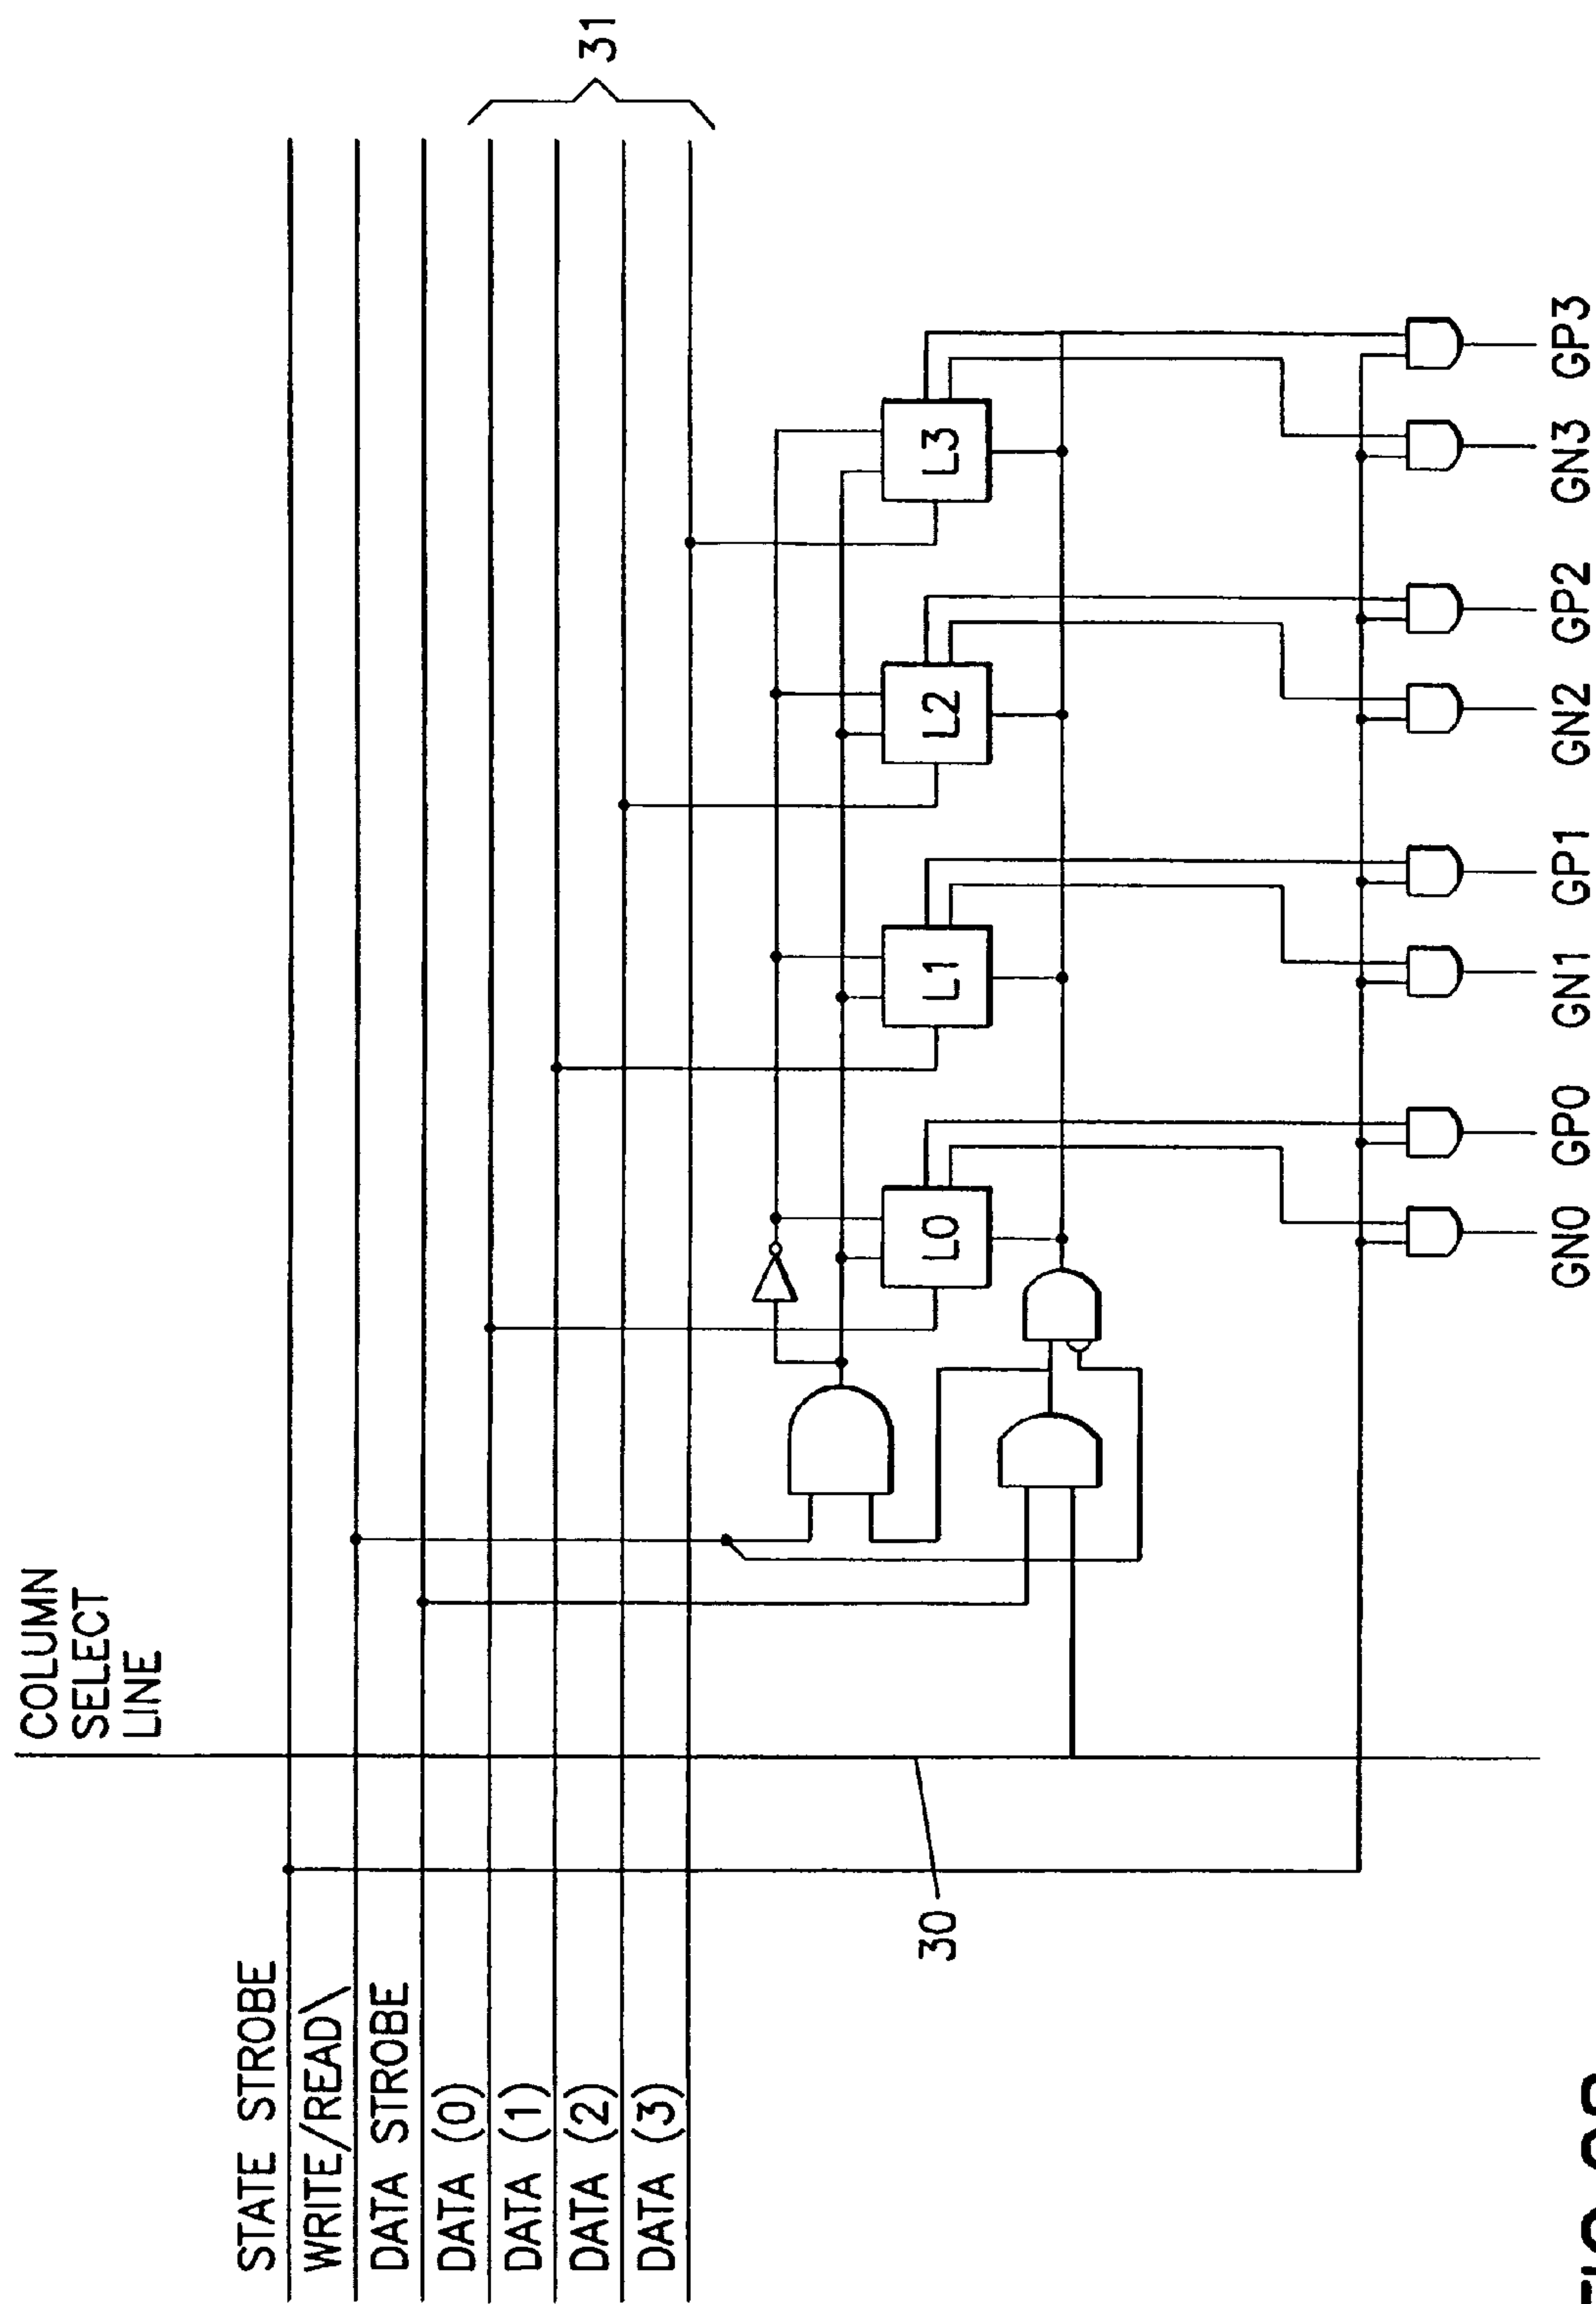 COLUMN
SELECT
LINE
STATE STROBE
WRITE/READ\
DATA STROBE
DATA (0)
DATA (1)
DATA (2)
DATA (3)
31
30
L0
L1
L2
L3
GN0 GP0 GN1 GP1 GN2 GP2 GN3 GP3